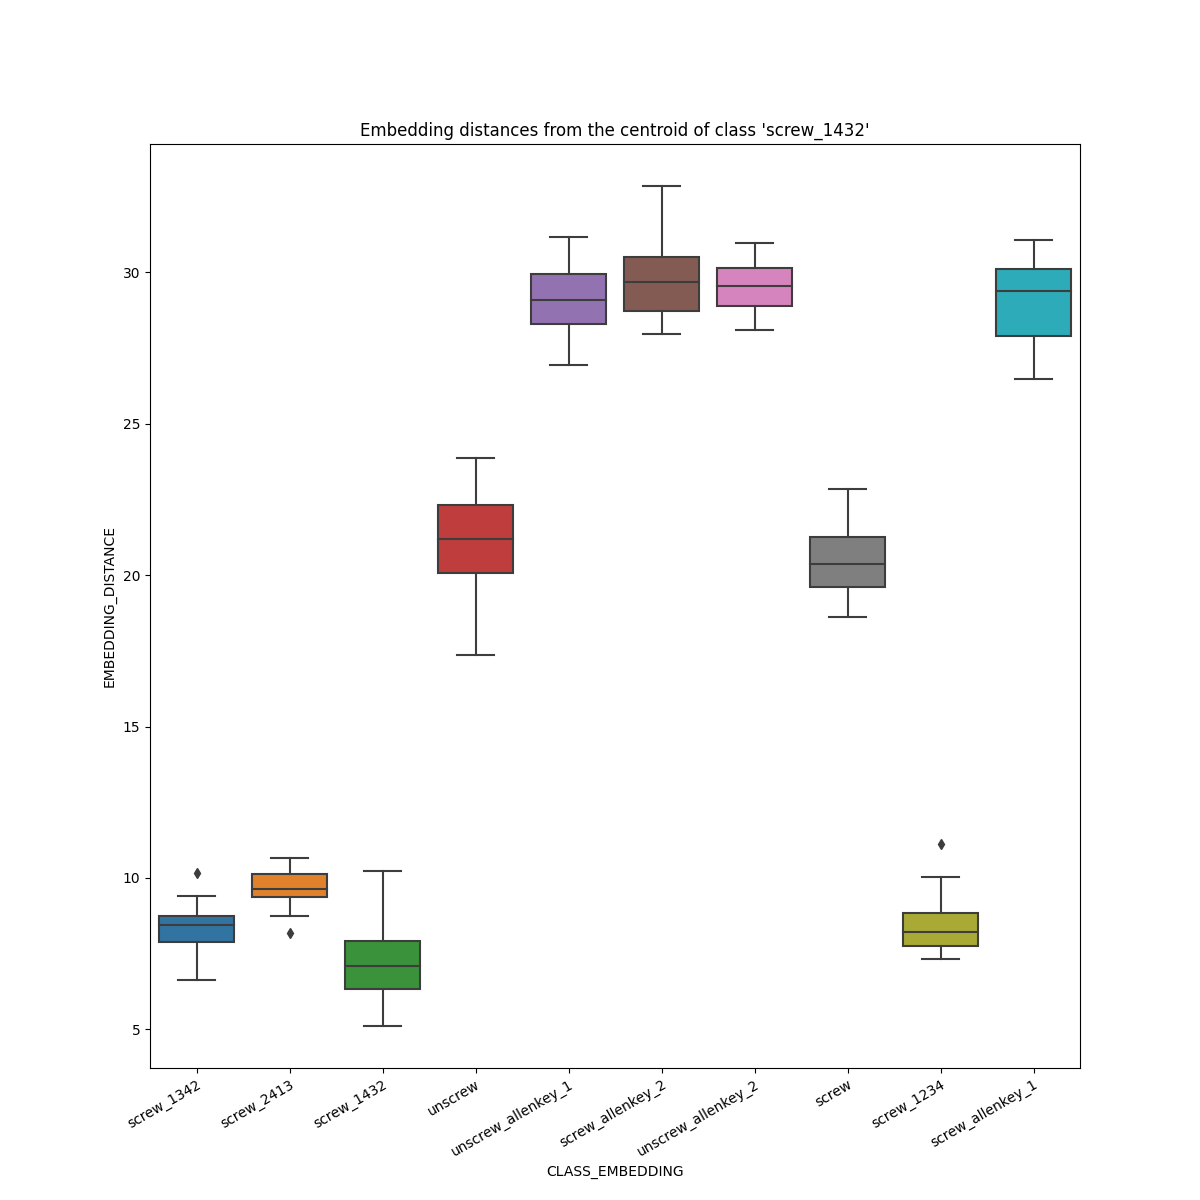 Embedding distances from the centroid of class 'screw_1432'
EMBEDDING_DISTANCE
30
25
20
15
10
5
screw_1342
screw_2413
screw_1432
unscrew
unscrew_allenkey_1
screw_allenkey_2
unscrew_allenkey_2
screw
screw_1234
screw_allenkey_1
CLASS_EMBEDDING